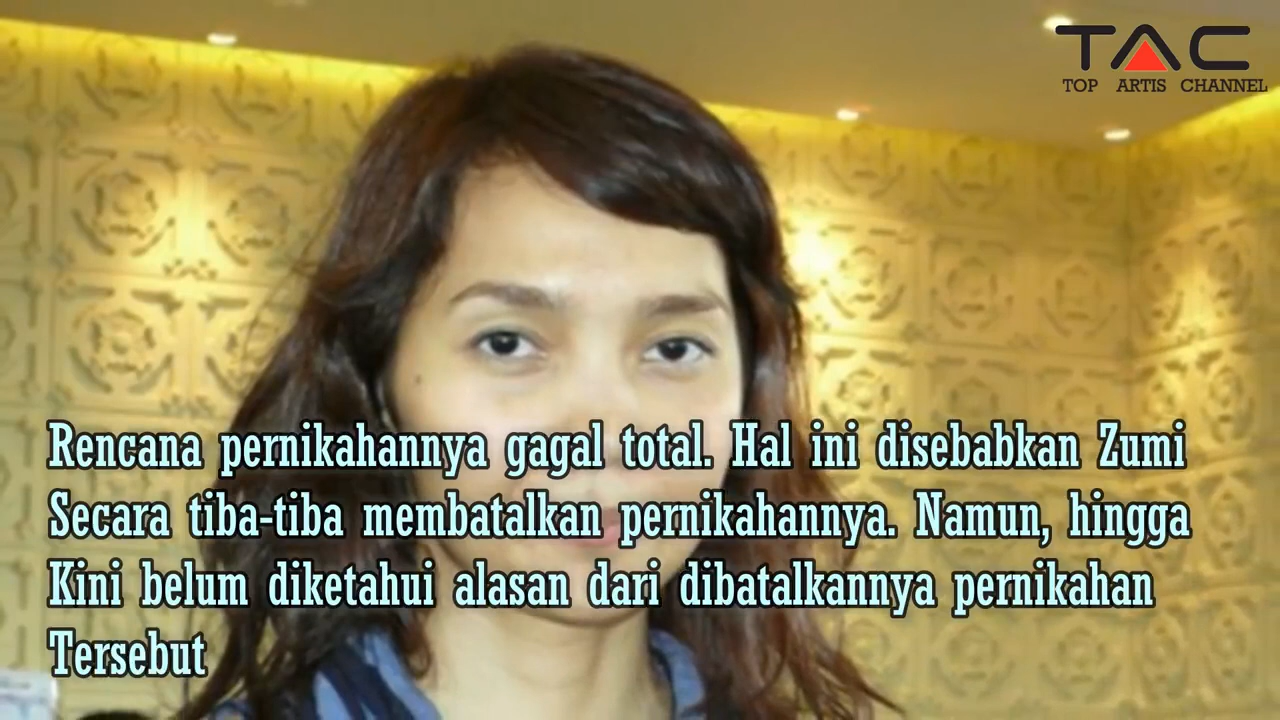 TAC
TOP ARTIS CHANNEL
Rencana pernikahannya gagal total. Hal ini disebabkan Zumi
Secara tiba-tiba membatalkan pernikahannya. Namun, hingga
Kini belum diketahui alasan dari dibatalkannya pernikahan
Tersebut